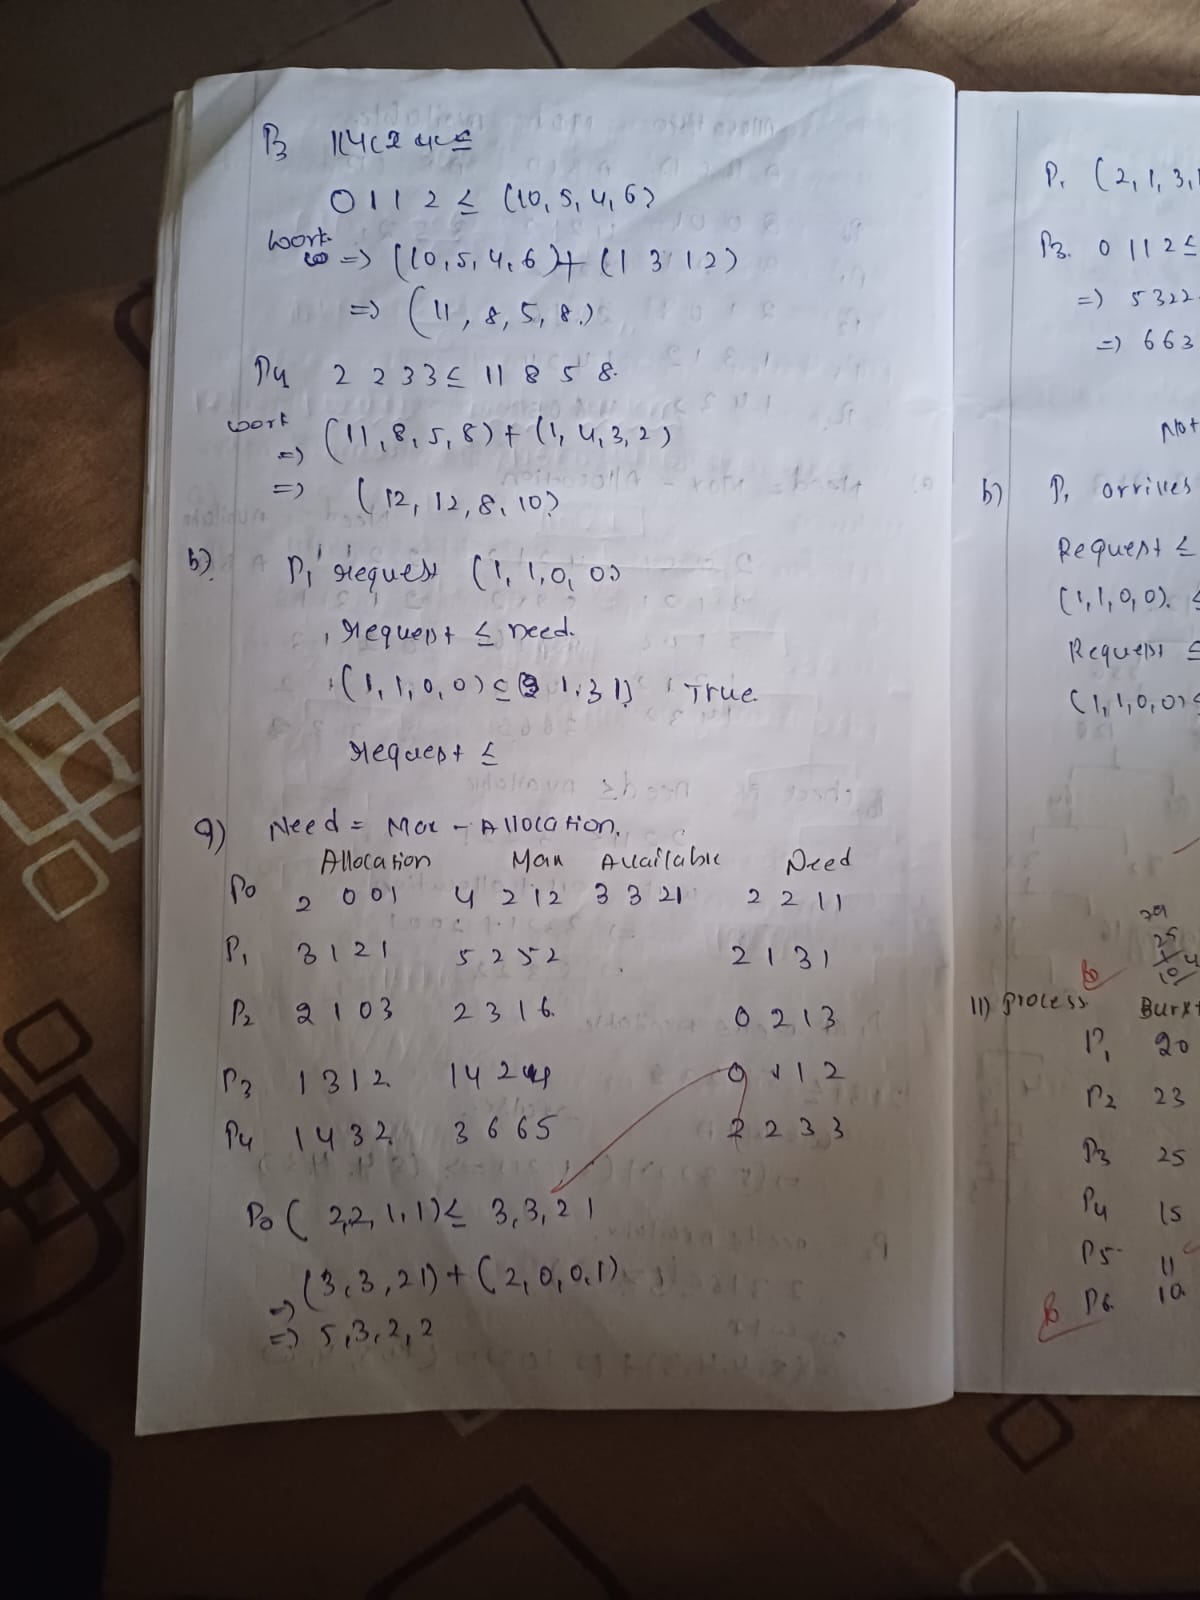 P3
0 1 1 2 ≤ (10, 5, 4, 6)
work
=> (10, 5, 4, 6) + (1 3 1 2)
=> (11, 8, 5, 8)
P4 2 2 3 3 ≤ 11 8 5 8.
work
=> (11, 8, 5, 8) + (1, 4, 3, 2)
=> (12, 12, 8, 10)
b) P1 request (1, 1, 0, 0)
request ≤ need.
(1, 1, 0, 0) ≤ 2 1, 3 1) True
request ≤
9) Need = Max - Allocation.
Allocation Max Available Need
P0 2 0 0 1 4 2 1 2 3 3 2 1 2 2 1 1
P1 3 1 2 1 5 2 5 2 2 1 3 1
P2 2 1 0 3 2 3 1 6 0 2 1 3
P3 1 3 1 2 1 4 2 4 0 1 1 2
P4 1 4 3 2 3 6 6 5 2 2 3 3
P0 ( 2,2, 1, 1) ≤ 3, 3, 2 1
=> (3, 3, 2 1) + (2, 0, 0, 1)
=> 5, 3, 2, 2
P1 (2, 1, 3,
P3. 0 1 1 2 ≤
=> 5 3 2 2
=> 6 6 3
Not
b) P1 arrives
Request ≤
(1, 1, 0, 0) ≤
Request ≤
(1, 1, 0, 0) ≤
11) process Burst
P1 20
P2 23
P3 25
P4 15
P5 11
P6 10